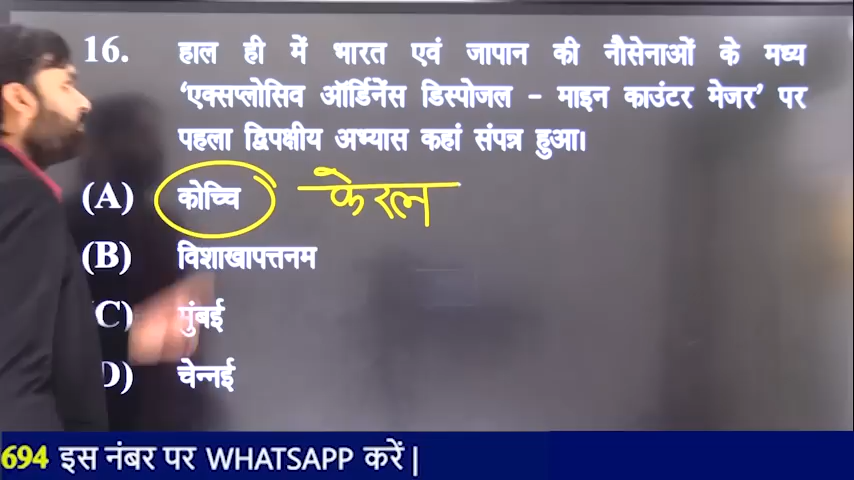 16. हाल ही में भारत एवं जापान की नौसेनाओं के मध्य
'एक्सप्लोसिव ऑर्डिनेंस डिस्पोजल - माइन काउंटर मेजर' पर
पहला द्विपक्षीय अभ्यास कहां संपन्न हुआ।
(A) कोच्चि केरल
(B) विशाखापत्तनम
(C) मुंबई
(D) चेन्नई
694 इस नंबर पर WHATSAPP करें |